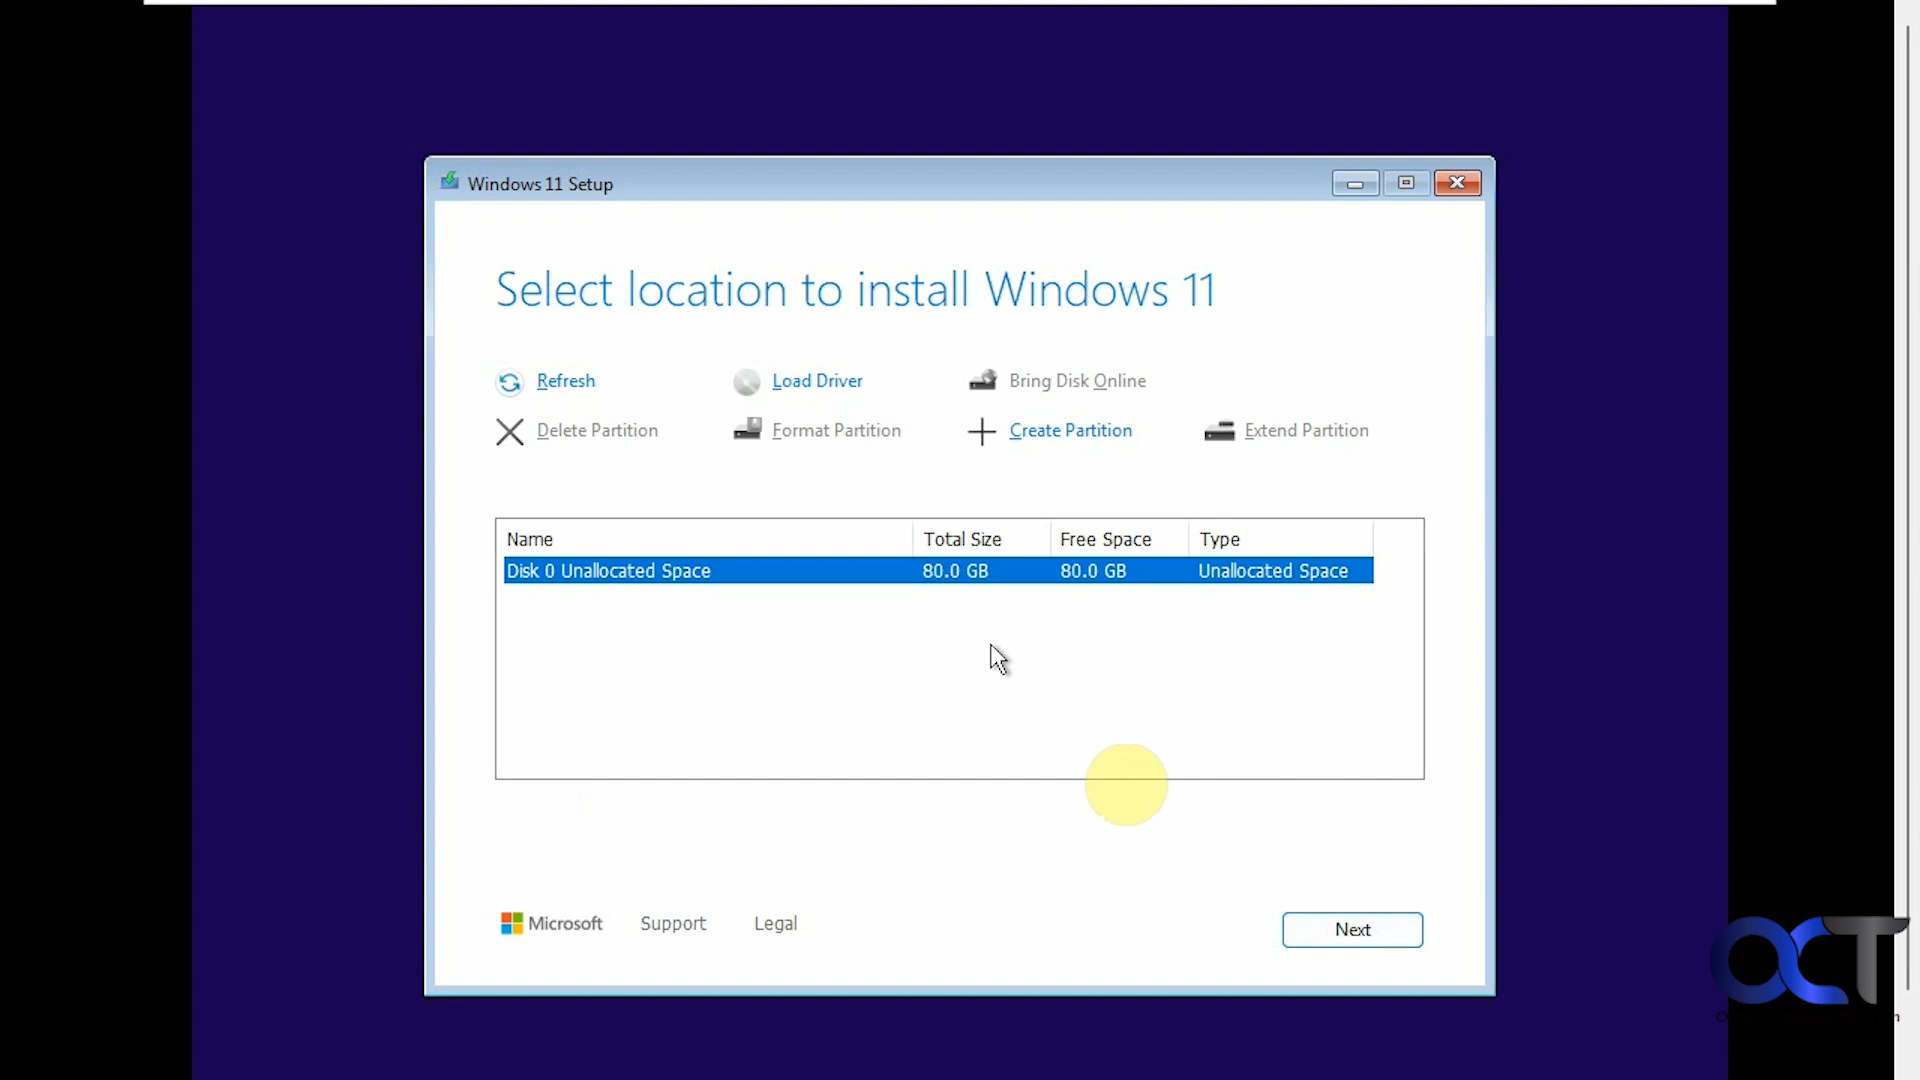 Windows 11 Setup
Select location to install Windows 11
Refresh
Load Driver
Bring Disk Online
Delete Partition
Format Partition
Create Partition
Extend Partition
Name Total Size Free Space Type
Disk 0 Unallocated Space 80.0 GB 80.0 GB Unallocated Space
Microsoft Support Legal
Next
OCT